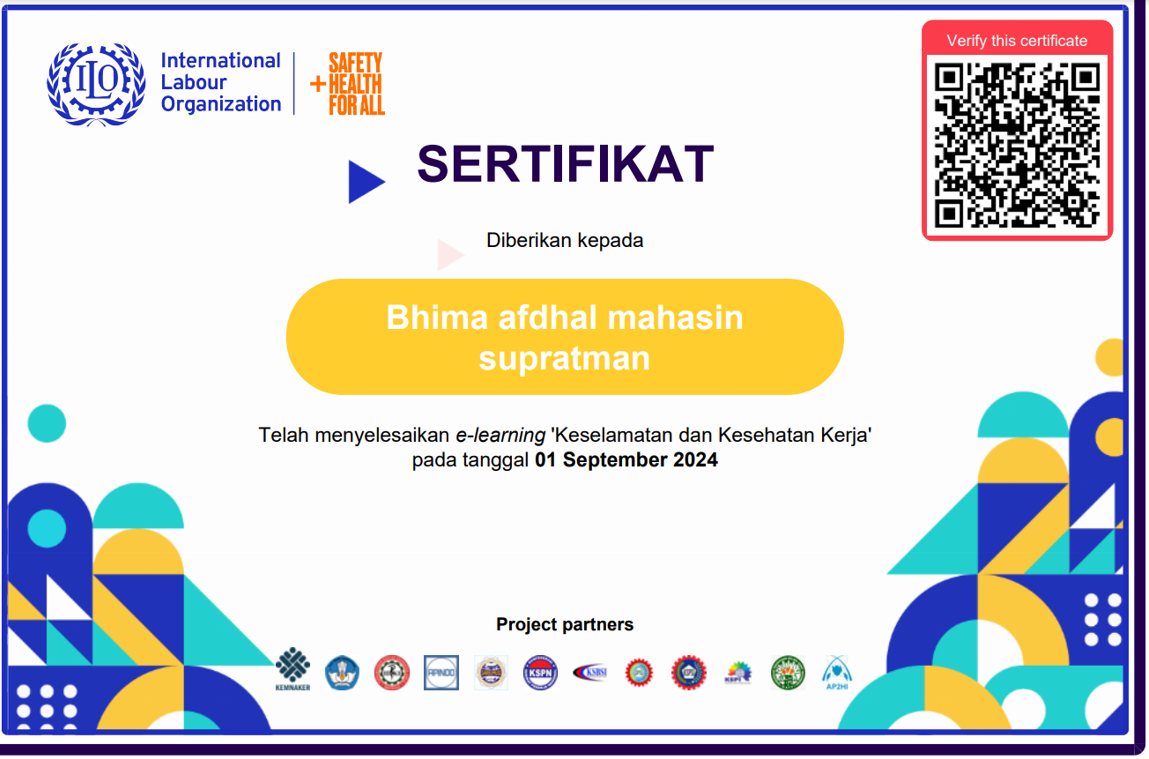 ILO
International
Labour
Organization
SAFETY
+ HEALTH
FOR ALL
Verify this certificate
SERTIFIKAT
Diberikan kepada
Bhima afdhal mahasin
supratman
Telah menyelesaikan e-learning 'Keselamatan dan Kesehatan Kerja'
pada tanggal 01 September 2024
Project partners
KEMNAKER
APINDO
KSPN
KSBSI
KSPI
AP2HI